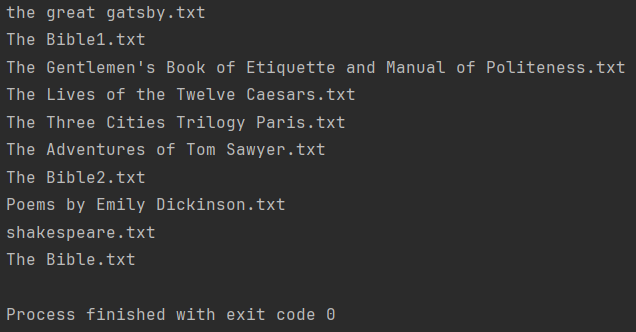 the great gatsby.txt
The Bible1.txt
The Gentlemen's Book of Etiquette and Manual of Politeness.txt
The Lives of the Twelve Caesars.txt
The Three Cities Trilogy Paris.txt
The Adventures of Tom Sawyer.txt
The Bible2.txt
Poems by Emily Dickinson.txt
shakespeare.txt
The Bible.txt
Process finished with exit code 0